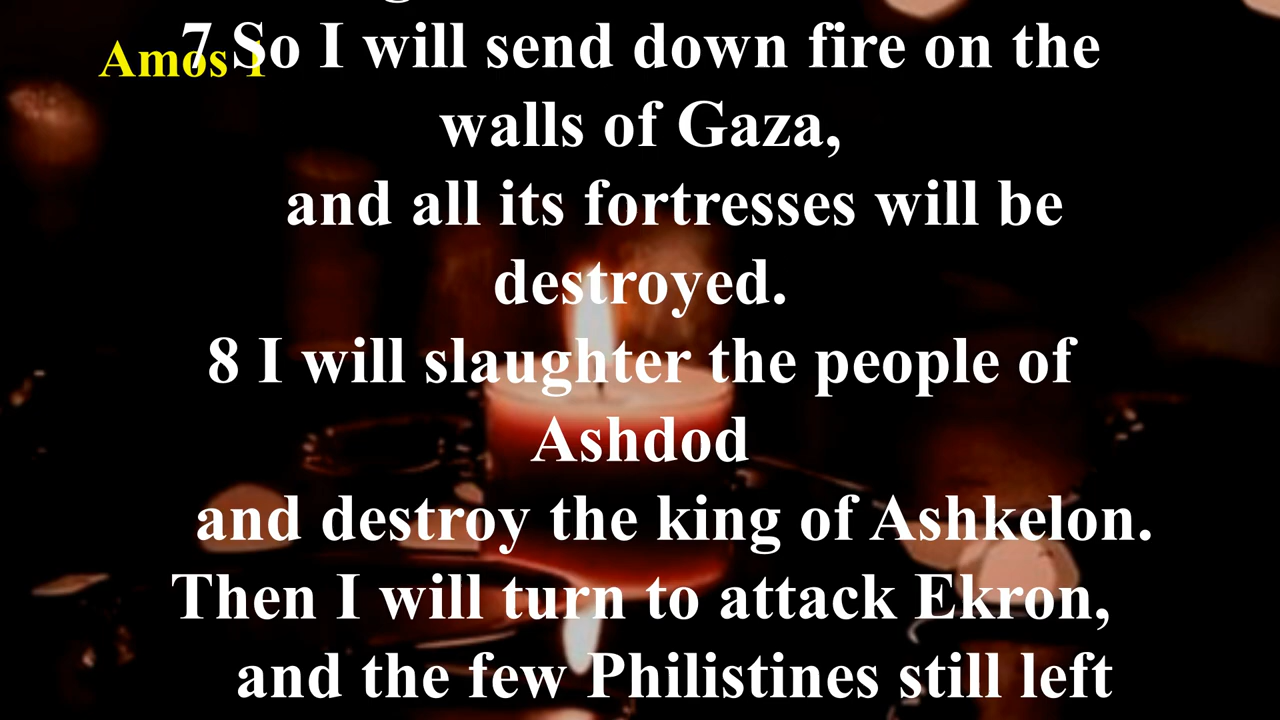 Amos 1
7 So I will send down fire on the
walls of Gaza,
and all its fortresses will be
destroyed.
8 I will slaughter the people of
Ashdod
and destroy the king of Ashkelon.
Then I will turn to attack Ekron,
and the few Philistines still left